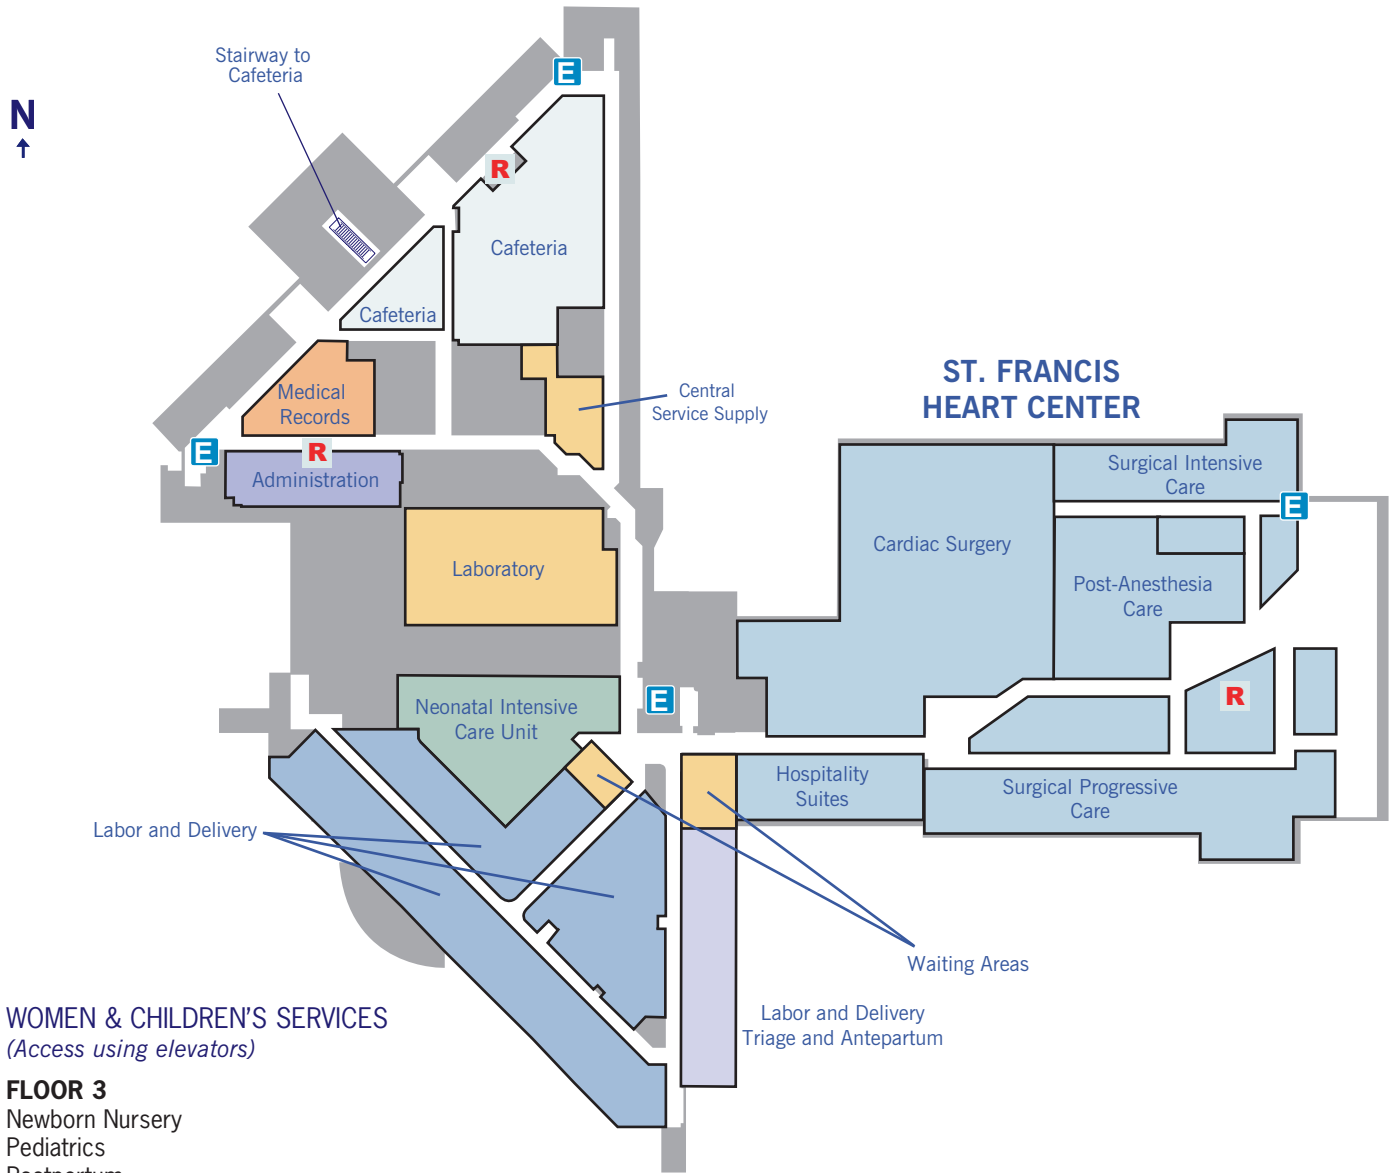 Stairway to
Cafeteria
E
N
R
Cafeteria
Cafeteria
Medical
Records
Central
Service Supply
ST. FRANCIS
HEART CENTER
E
R
Administration
Surgical Intensive
Care
E
Cardiac Surgery
Laboratory
Post-Anesthesia
Care
Neonatal Intensive
Care Unit
E
R
Hospitality
Suites
Surgical Progressive
Care
Labor and Delivery
Waiting Areas
Labor and Delivery
Triage and Antepartum
WOMEN & CHILDREN'S SERVICES
(Access using elevators)
FLOOR 3
Newborn Nursery
Pediatrics
Postpartum